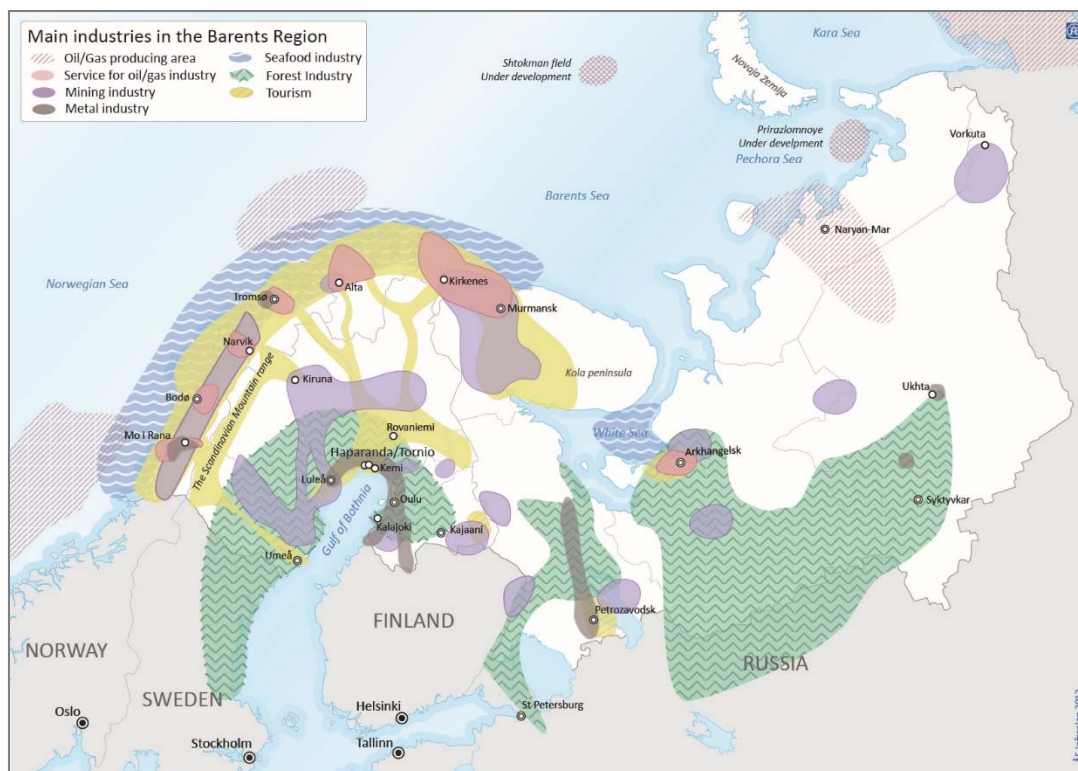 Main industries in the Barents Region
Oil/Gas producing area
Service for oil/gas industry
Mining industry
Metal industry
Seafood industry
Forest Industry
Tourism
Kara Sea
Shtokman field
Under development
Novaja Zemlja
Prirazlomnoye
Under develpment
Pechora Sea
Vorkuta
Barents Sea
Naryan-Mar
Norwegian Sea
Tromsø
Alta
Kirkenes
Murmansk
Narvik
Kiruna
Kola peninsula
Ukhta
Bodø
The Scandinavian Mountain range
Rovaniemi
White Sea
Mo i Rana
Haparanda/Tornio
Kemi
Arkhangelsk
Luleå
Oulu
Syktyvkar
Gulf of Bothnia
Kalajoki
Kajaani
Umeå
FINLAND
Petrozavodsk
NORWAY
RUSSIA
SWEDEN
Oslo
Helsinki
St Petersburg
Stockholm
Tallinn